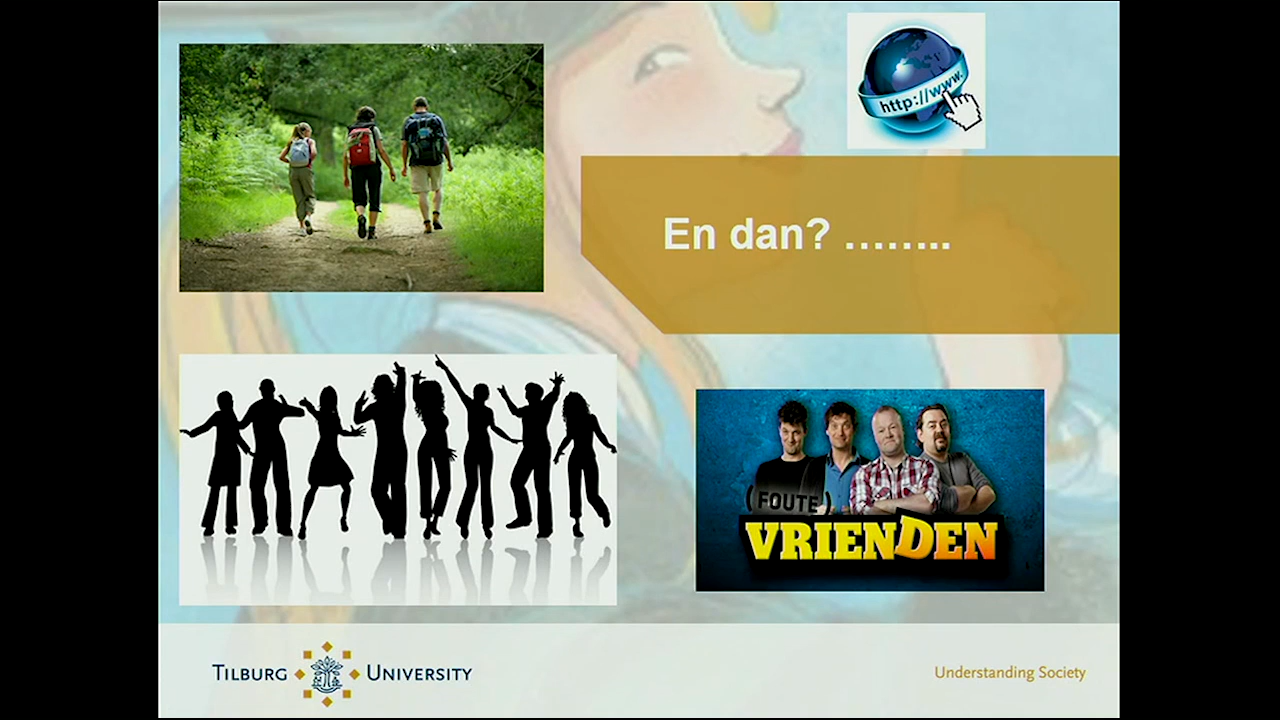 http://www.
En dan? ……..
(FOUTE)
VRIENDEN
TILBURG UNIVERSITY
Understanding Society